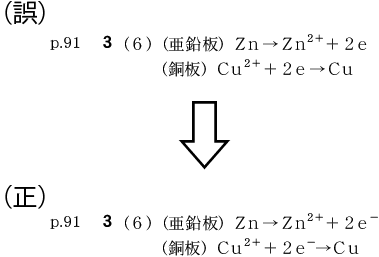 （誤）
p.91 3 （６）（亜鉛板）Zn→Zn²⁺＋2e
（銅板）Cu²⁺＋2e→Cu
（正）
p.91 3 （６）（亜鉛板）Zn→Zn²⁺＋2e⁻
（銅板）Cu²⁺＋2e⁻→Cu